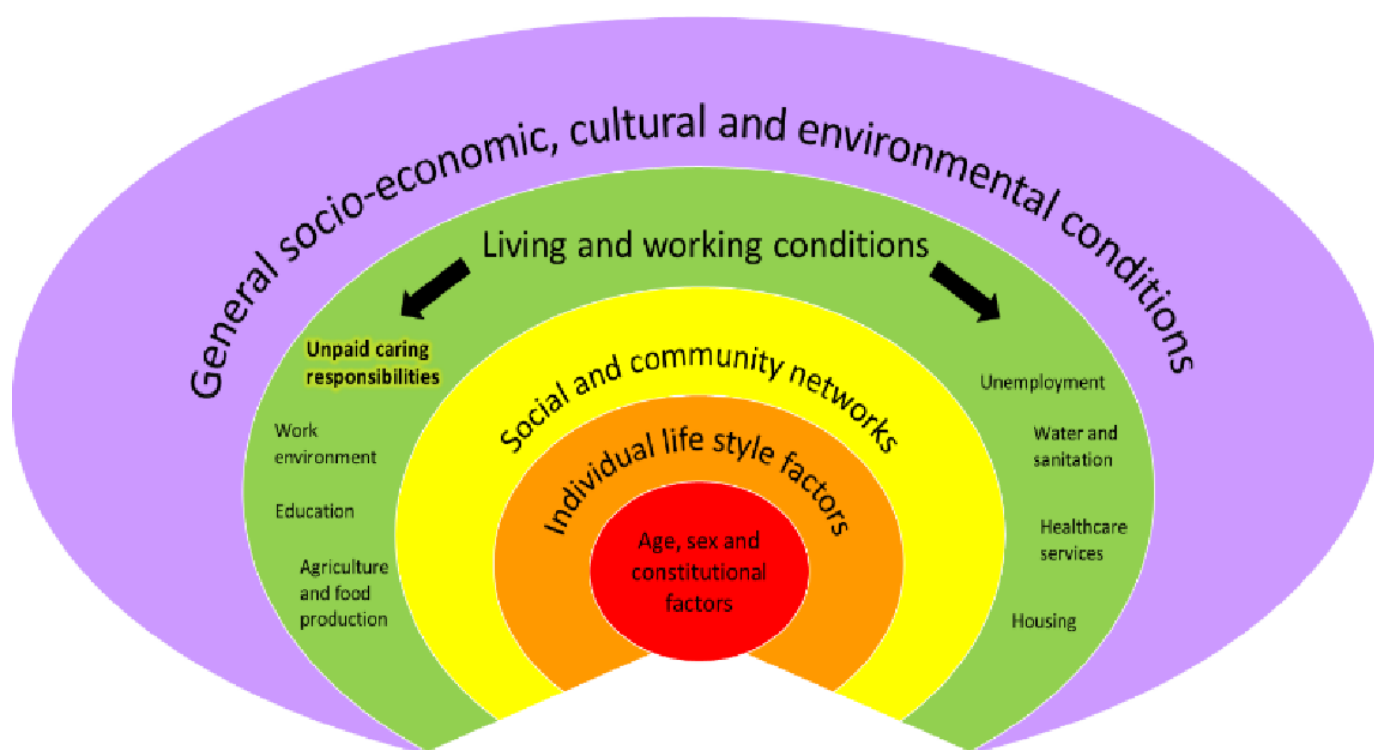 General socio-economic, cultural and environmental conditions
Living and working conditions
Unpaid caring
responsibilities
Work
environment
Education
Agriculture
and food
production
Social and community networks
Individual life style factors
Age, sex and
constitutional
factors
Unemployment
Water and
sanitation
Healthcare
services
Housing